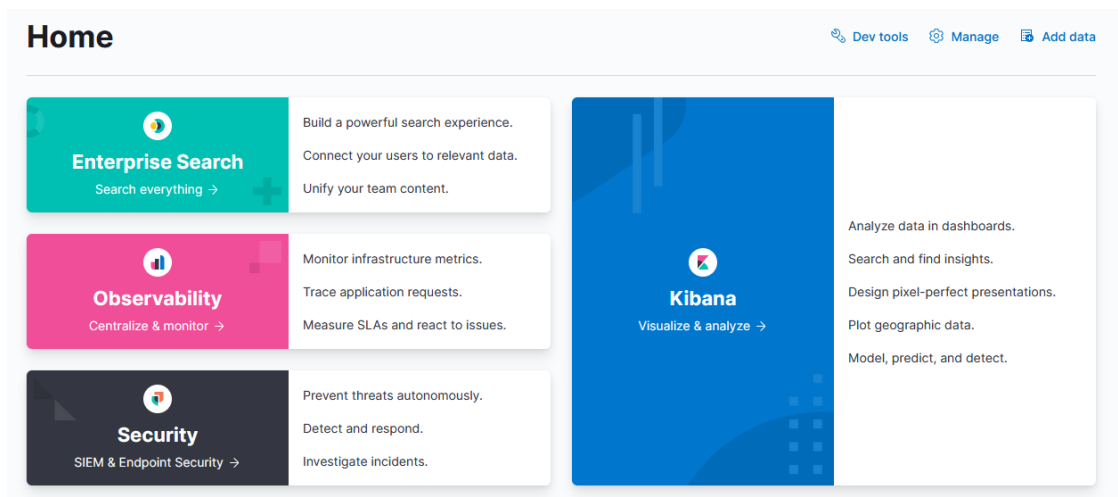 Home
Dev tools
Manage
Add data
Enterprise Search
Search everything →
Build a powerful search experience.
Connect your users to relevant data.
Unify your team content.
Observability
Centralize & monitor →
Monitor infrastructure metrics.
Trace application requests.
Measure SLAs and react to issues.
Security
SIEM & Endpoint Security →
Prevent threats autonomously.
Detect and respond.
Investigate incidents.
Kibana
Visualize & analyze →
Analyze data in dashboards.
Search and find insights.
Design pixel-perfect presentations.
Plot geographic data.
Model, predict, and detect.